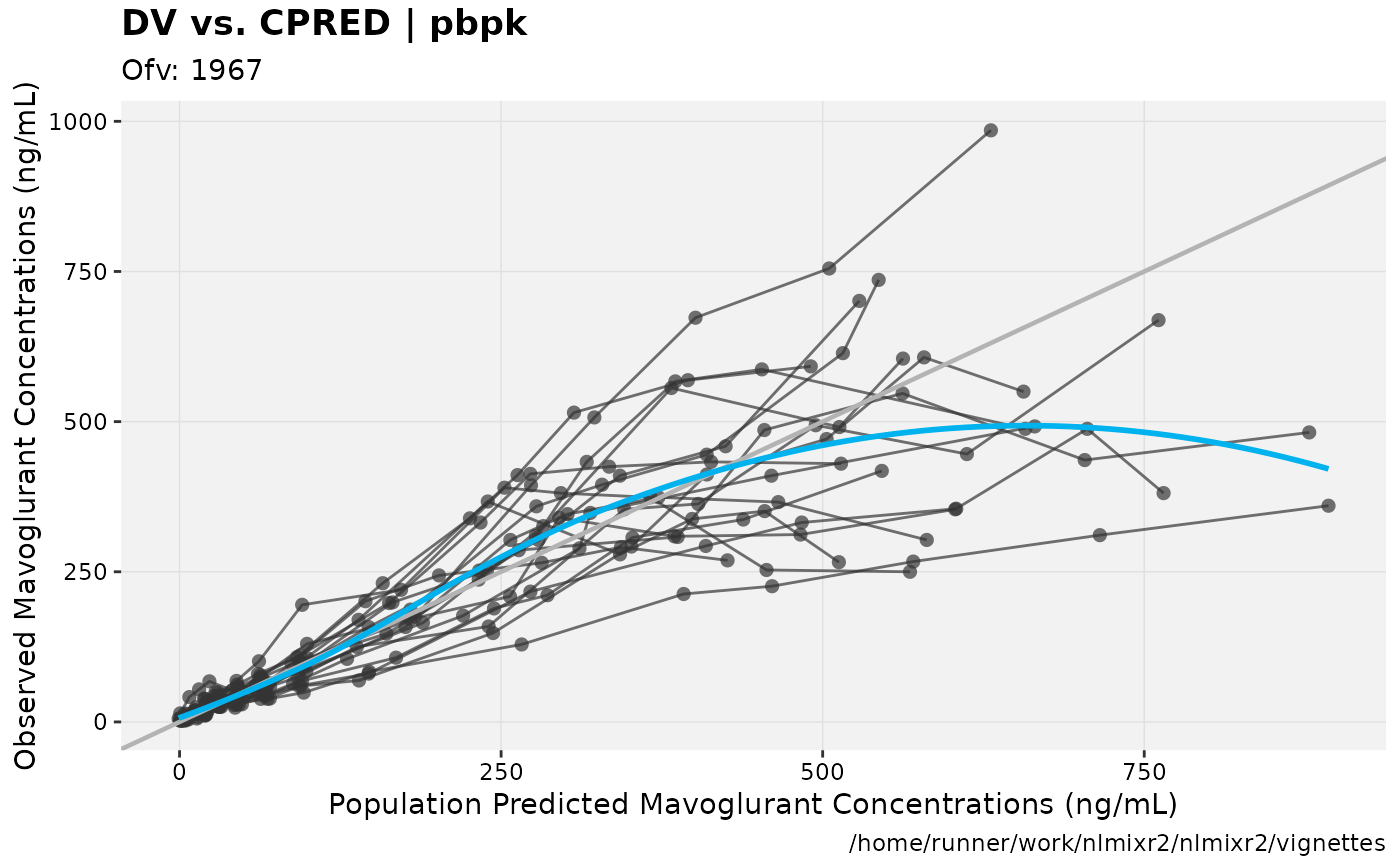 DV vs. CPRED | pbpk
Ofv: 1967
Observed Mavoglurant Concentrations (ng/mL)
1000
750
500
250
0
0 250 500 750
Population Predicted Mavoglurant Concentrations (ng/mL)
/home/runner/work/nlmixr2/nlmixr2/vignettes